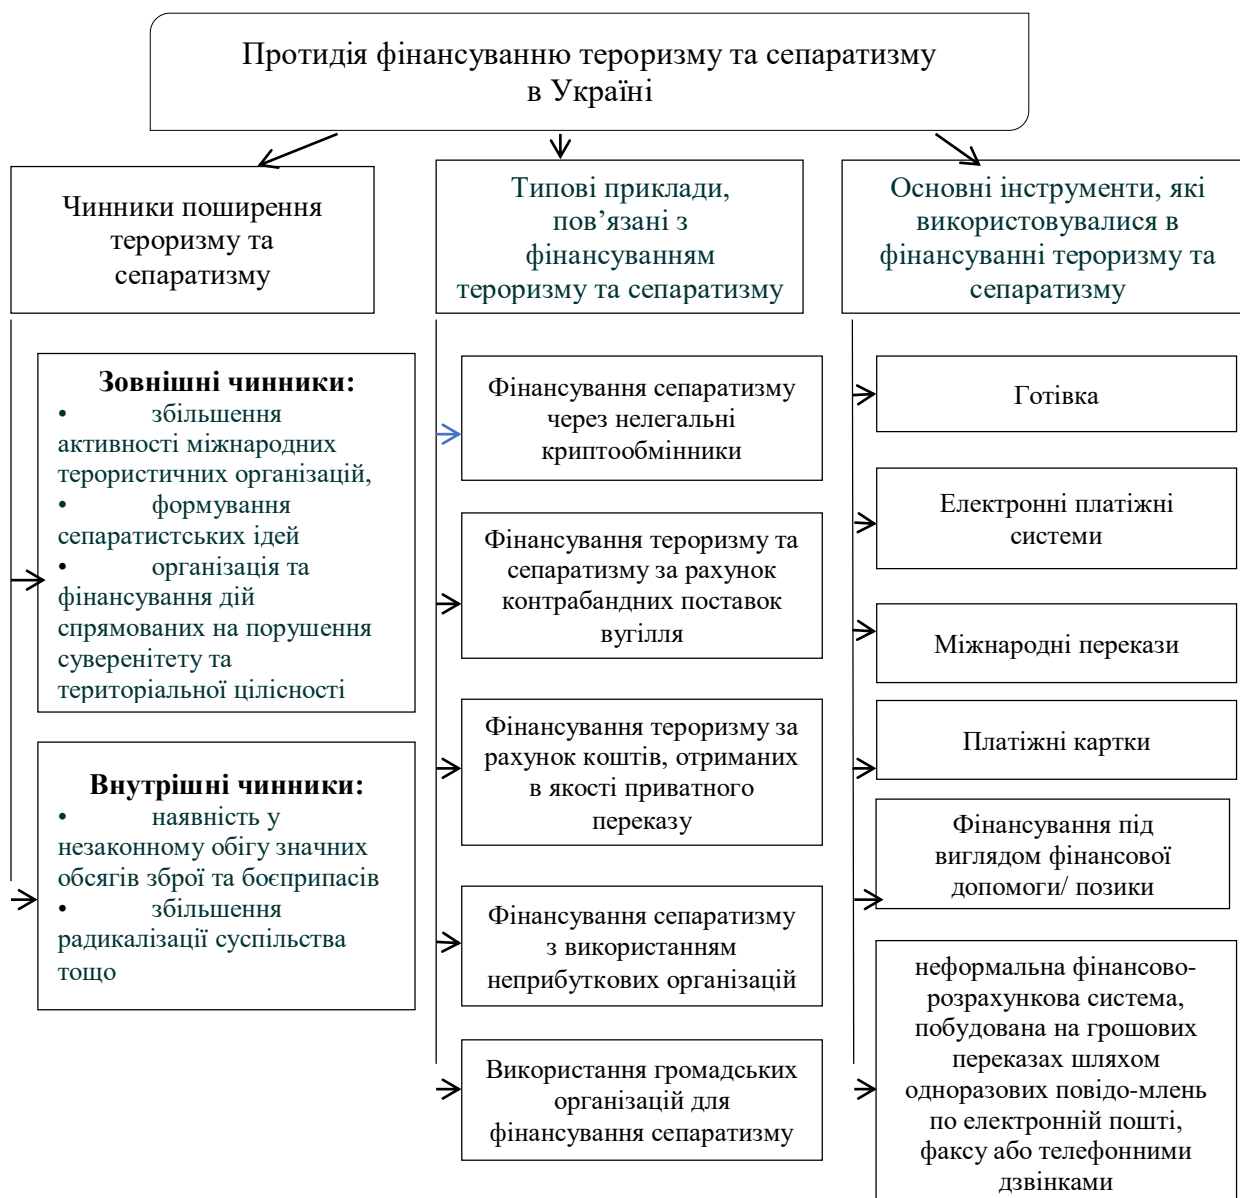 Протидія фінансуванню тероризму та сепаратизму
в Україні
Чинники поширення
тероризму та
сепаратизму
Зовнішні чинники:
• збільшення
активності міжнародних
терористичних організацій,
• формування
сепаратистських ідей
• організація та
фінансування дій
спрямованих на порушення
суверенітету та
територіальної цілісності
Внутрішні чинники:
• наявність у
незаконному обігу значних
обсягів зброї та боєприпасів
• збільшення
радикалізації суспільства
тощо
Типові приклади,
пов’язані з
фінансуванням
тероризму та сепаратизму
Фінансування сепаратизму
через нелегальні
криптообмінники
Фінансування тероризму та
сепаратизму за рахунок
контрабандних поставок
вугілля
Фінансування тероризму за
рахунок коштів, отриманих
в якості приватного
переказу
Фінансування сепаратизму
з використанням
неприбуткових організацій
Використання громадських
організацій для
фінансування сепаратизму
Основні інструменти, які
використовувалися в
фінансуванні тероризму та
сепаратизму
Готівка
Електронні платіжні
системи
Міжнародні перекази
Платіжні картки
Фінансування під
виглядом фінансової
допомоги/ позики
неформальна фінансово-
розрахункова система,
побудована на грошових
переказах шляхом
одноразових повідо-млень
по електронній пошті,
факсу або телефонними
дзвінками